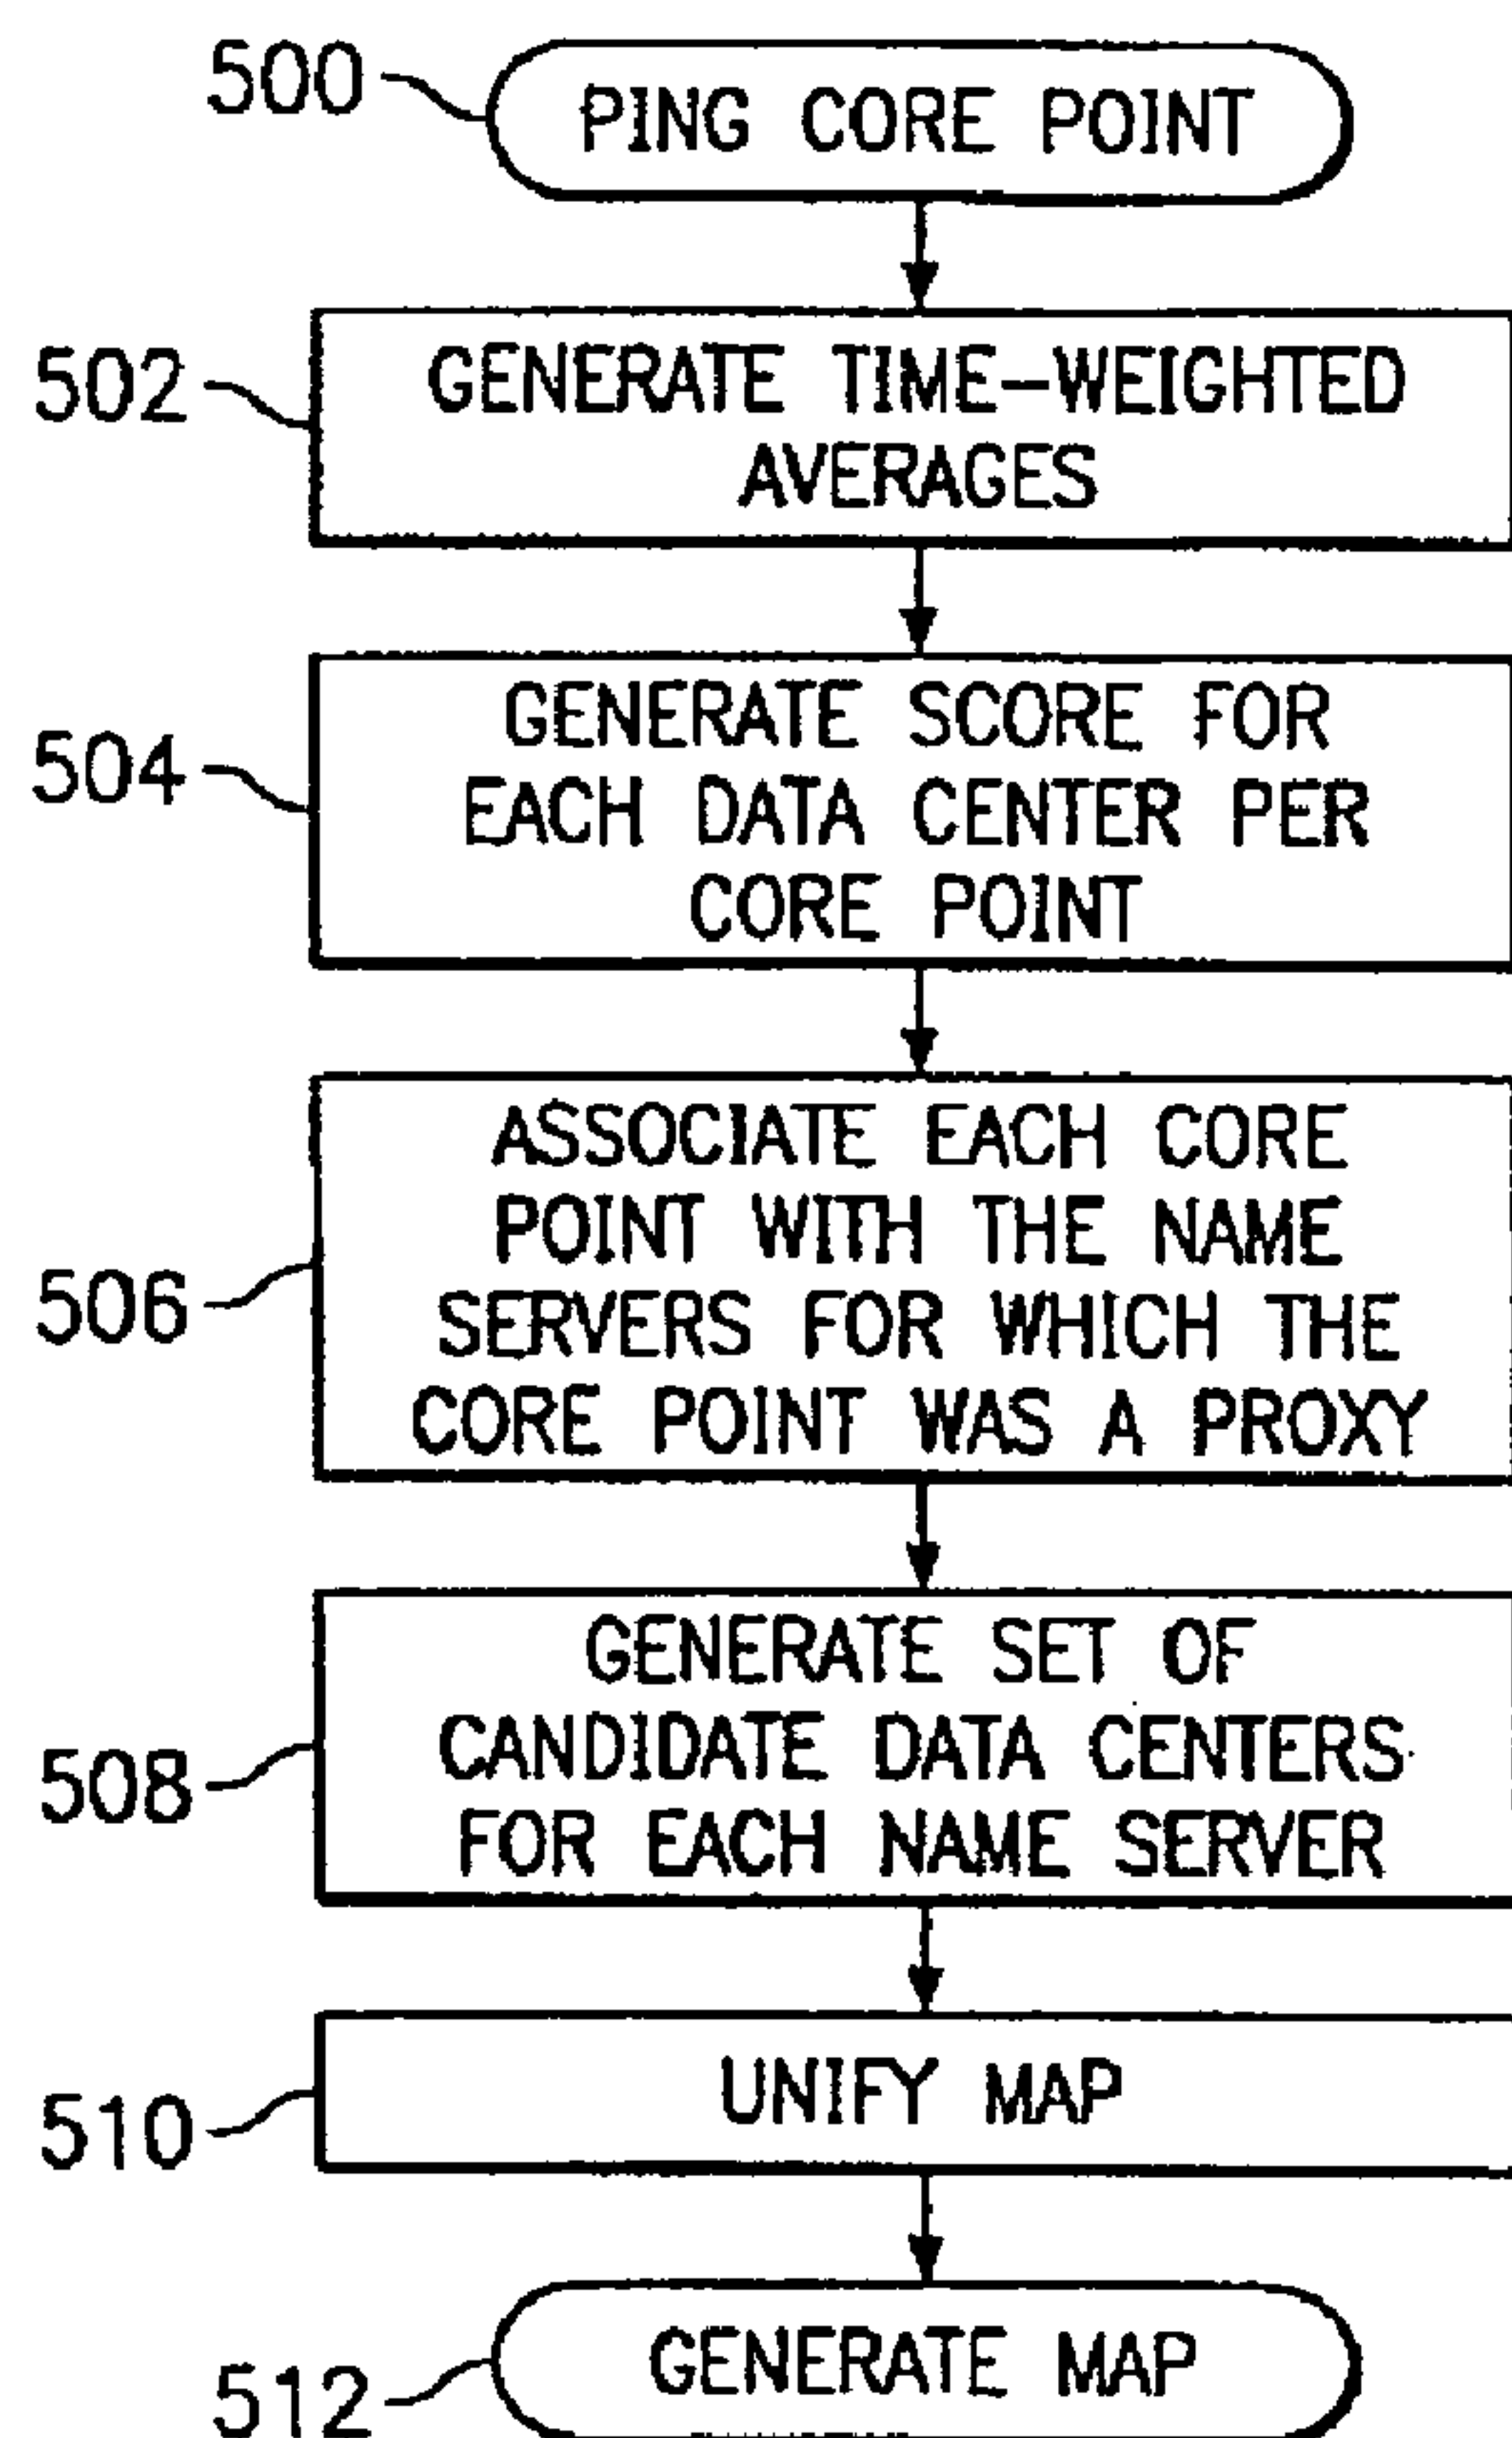 500
PING CORE POINT
502
GENERATE TIME-WEIGHTED
AVERAGES
504
GENERATE SCORE FOR
EACH DATA CENTER PER
CORE POINT
506
ASSOCIATE EACH CORE
POINT WITH THE NAME
SERVERS FOR WHICH THE
CORE POINT WAS A PROXY
508
GENERATE SET OF
CANDIDATE DATA CENTERS
FOR EACH NAME SERVER
510
UNIFY MAP
512
GENERATE MAP